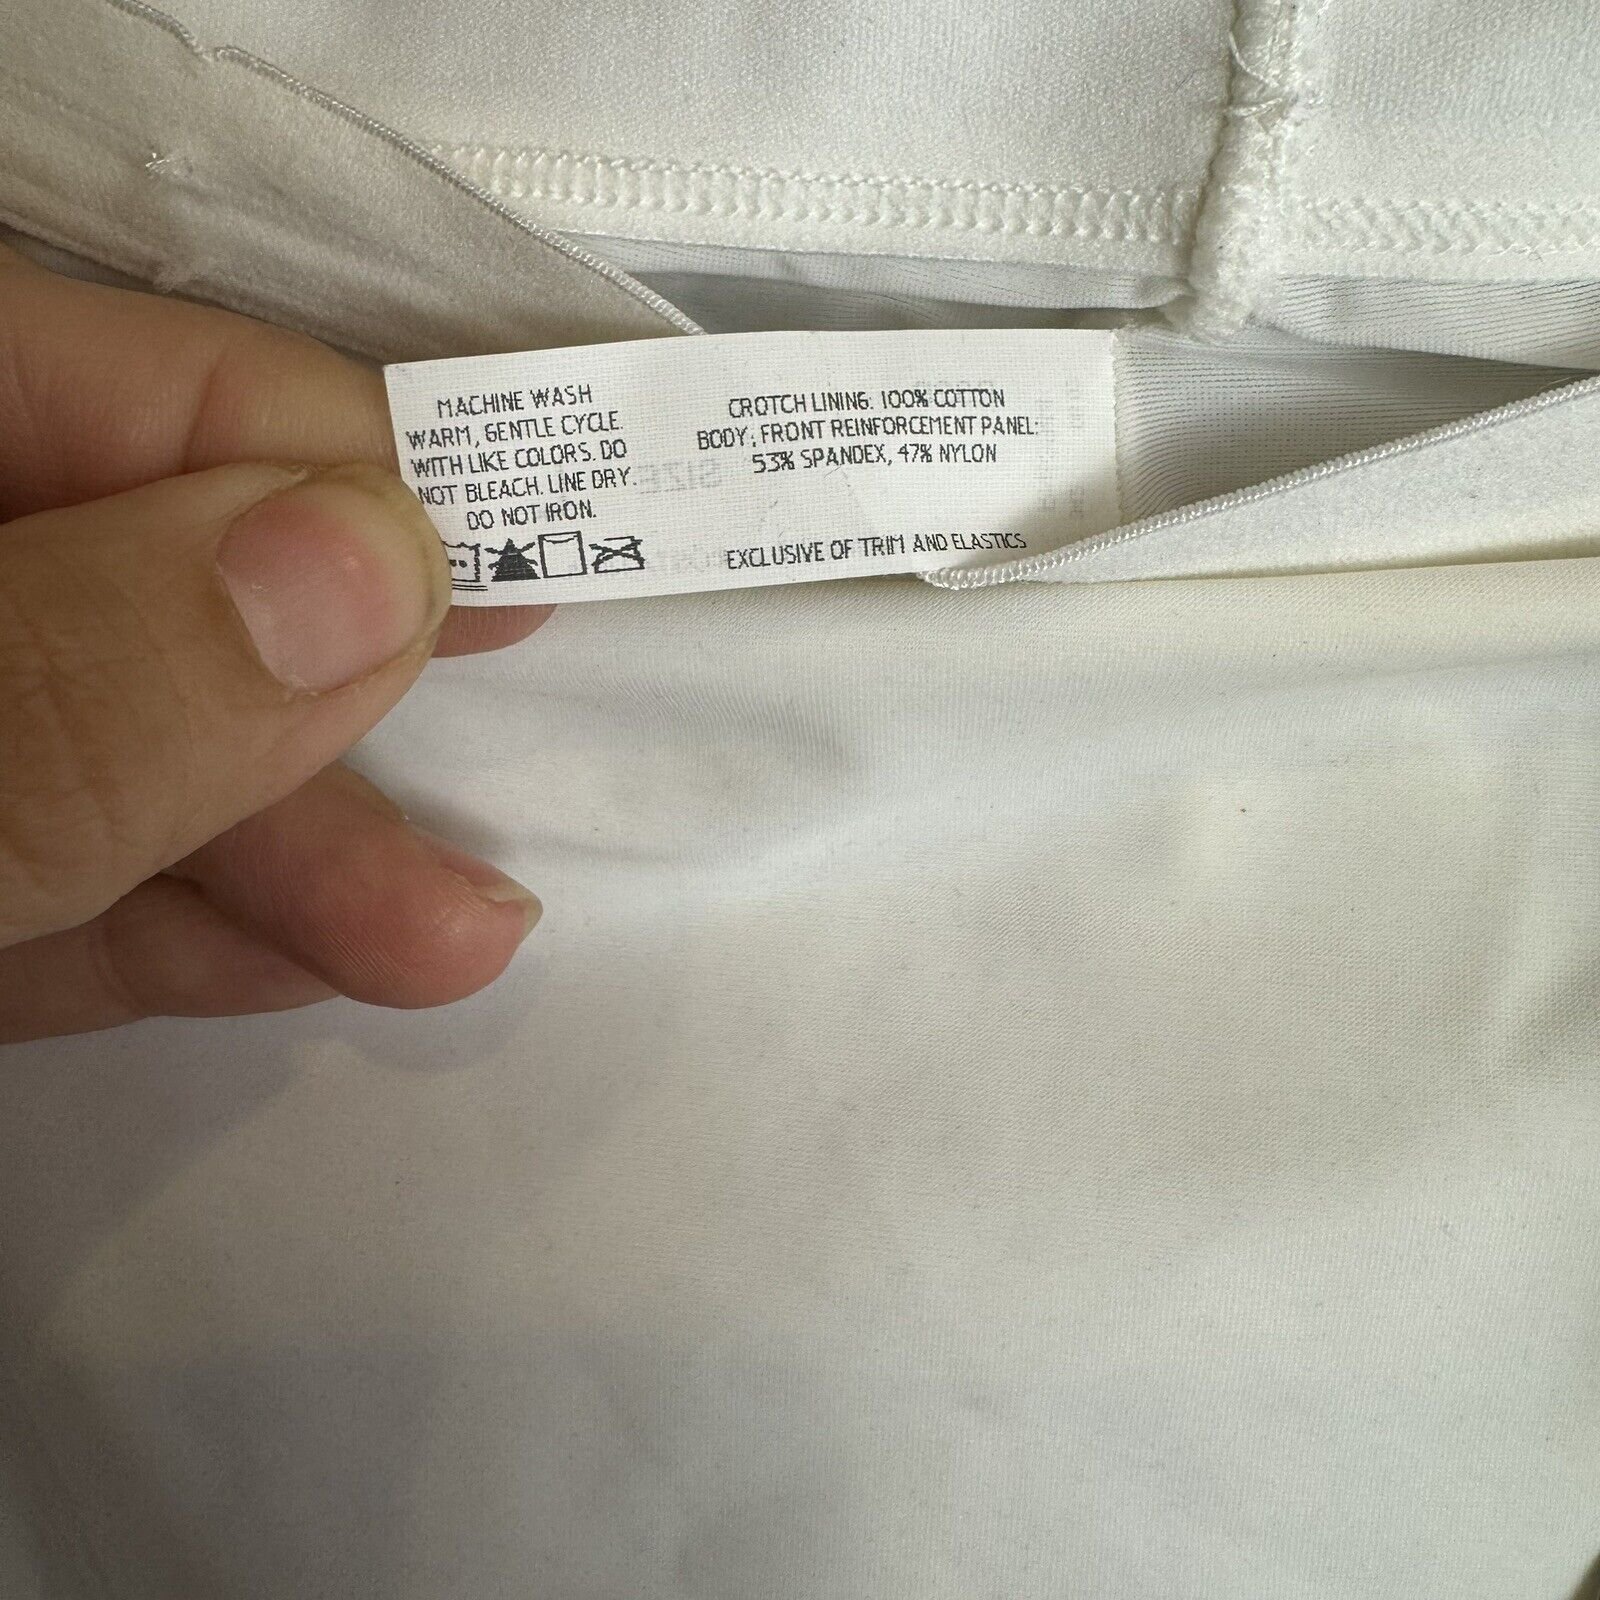 MACHINE WASH
WARM, GENTLE CYCLE.
WITH LIKE COLORS. DO
NOT BLEACH. LINE DRY.
DO NOT IRON.
CROTCH LINING: 100% COTTON
BODY; FRONT REINFORCEMENT PANEL:
53% SPANDEX, 47% NYLON
EXCLUSIVE OF TRIM AND ELASTICS